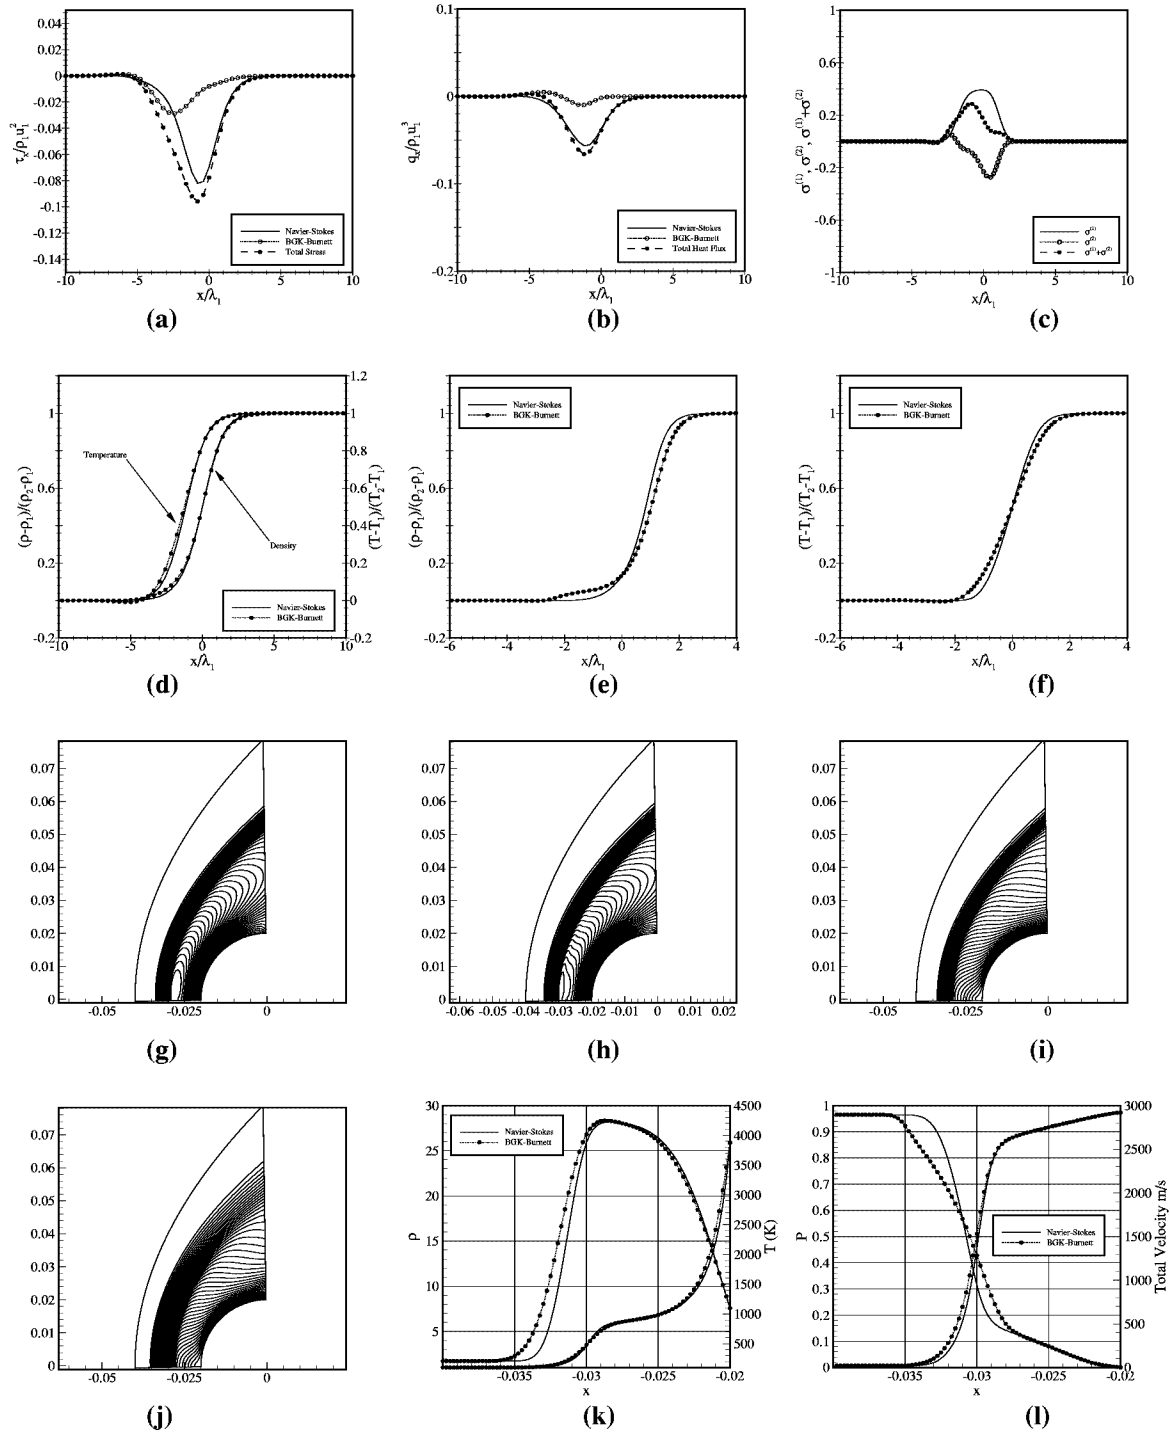 0.04
0.02
0
-0.02
-0.04
-0.06
-0.08
-0.1
-0.12
-0.14
τx/ρ1u1²
Navier-Stokes
BGK-Burnett
Total Stress
-10 -5 0 5 10
x/λ1
(a)
0.1
0
-0.1
-0.2
qx/ρ1u1³
Navier-Stokes
BGK-Burnett
Total Heat Flux
-10 -5 0 5 10
x/λ1
(b)
1
0.6
0.2
-0.2
-0.6
-1
σ(1), σ(2), σ(1)+σ(2)
σ(1)
σ(2)
σ(1)+σ(2)
-10 -5 0 5 10
x/λ1
(c)
1
0.6
0.2
-0.2
(ρ-ρ1)/(ρ2-ρ1)
Temperature
Density
Navier-Stokes
BGK-Burnett
1.2
1
0.8
0.6
0.4
0.2
0
0.2
(T-T1)/(T2-T1)
-10 -5 0 5 10
x/λ1
(d)
Navier-Stokes
BGK-Burnett
1
0.6
0.2
-0.2
(ρ-ρ1)/(ρ2-ρ1)
-6 -4 -2 0 2 4
x/λ1
(e)
Navier-Stokes
BGK-Burnett
1
0.6
0.2
-0.2
(T-T1)/(T2-T1)
-6 -4 -2 0 2 4
x/λ1
(f)
0.07
0.06
0.05
0.04
0.03
0.02
0.01
0
-0.05 -0.025 0
(g)
0.07
0.06
0.05
0.04
0.03
0.02
0.01
0
-0.06 -0.05 -0.04 -0.03 -0.02 -0.01 0 0.01 0.02
(h)
0.07
0.06
0.05
0.04
0.03
0.02
0.01
0
-0.05 -0.025 0
(i)
0.07
0.06
0.05
0.04
0.03
0.02
0.01
0
-0.05 -0.025 0
(j)
30
25
20
15
10
5
ρ
Navier-Stokes
BGK-Burnett
4500
4000
3500
3000
2500
2000
1500
1000
500
T (K)
-0.035 -0.03 -0.025 -0.02
x
(k)
1
0.9
0.8
0.7
0.6
0.5
0.4
0.3
0.2
0.1
0
P
Navier-Stokes
BGK-Burnett
3000
2500
2000
1500
1000
500
0
Total Velocity m/s
-0.035 -0.03 -0.025 -0.02
x
(l)